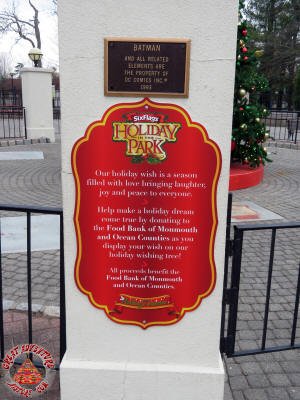 BATMAN
AND ALL RELATED
ELEMENTS ARE
THE PROPERTY OF
DC COMICS INC.®
1993
SixFlags
HOLIDAY
IN THE
PARK
Our holiday wish is a season
filled with love bringing laughter,
joy and peace to everyone.
Help make a holiday dream
come true by donating to
the Food Bank of Monmouth
and Ocean Counties as you
display your wish on our
holiday wishing tree!
All proceeds benefit the
Food Bank of Monmouth
and Ocean Counties.
GREAT ADVENTURE